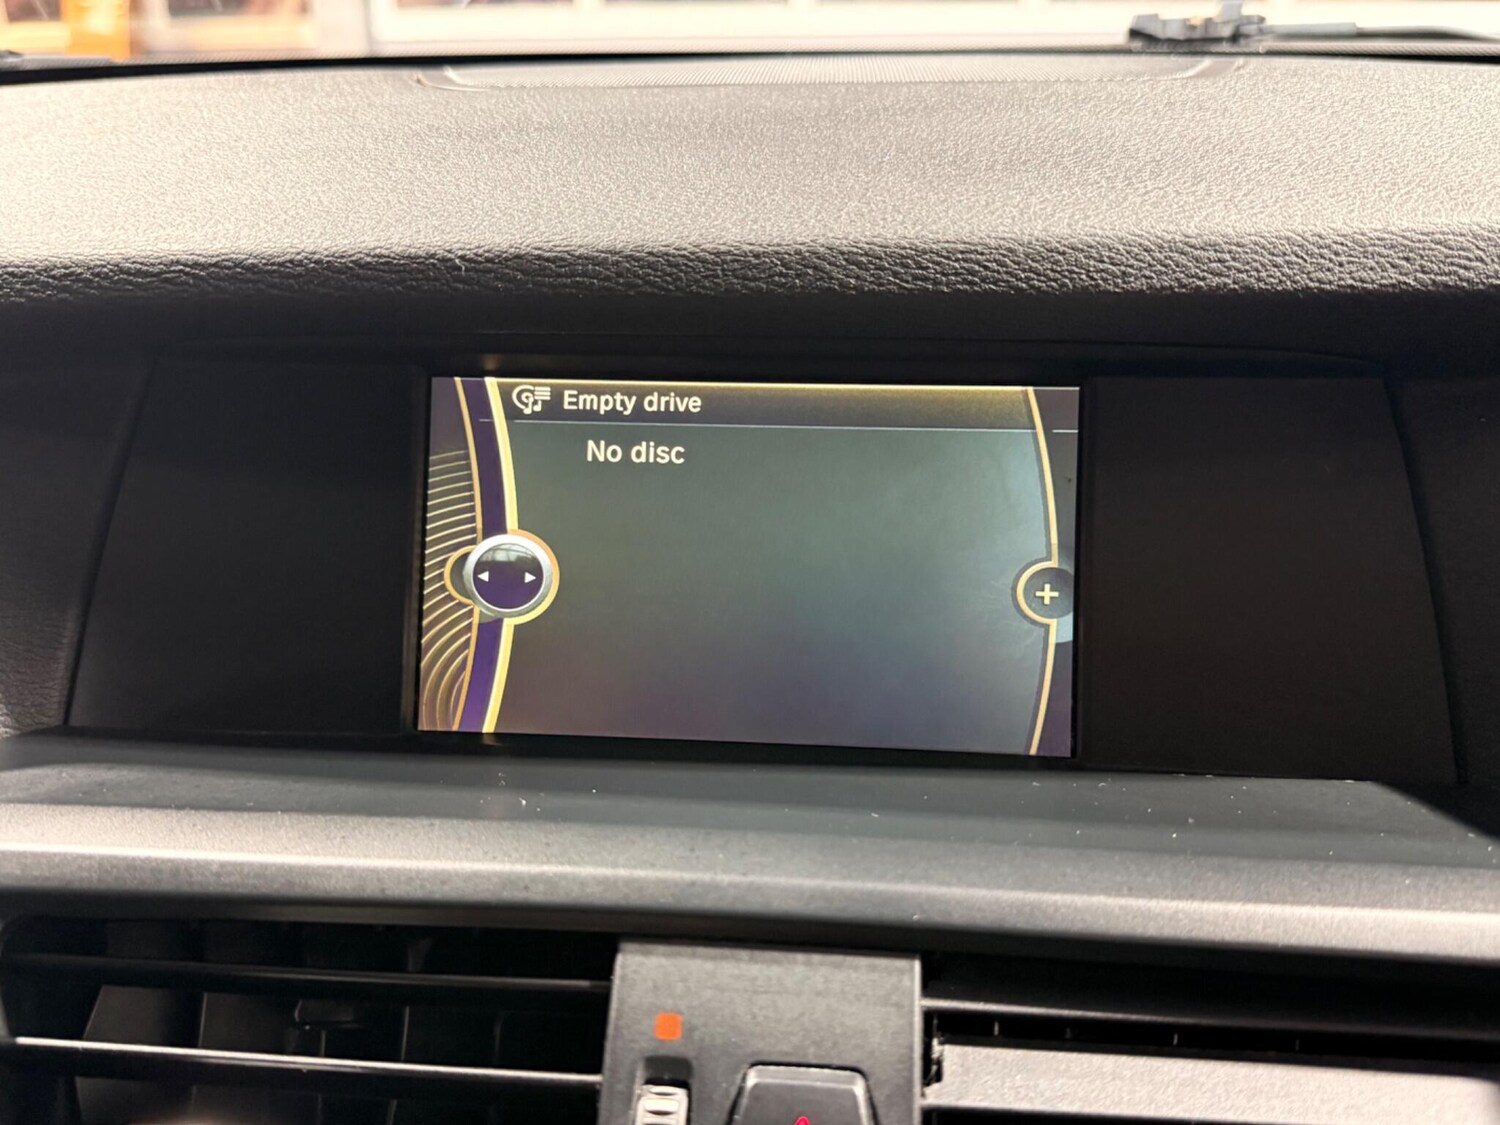 Empty drive
No disc